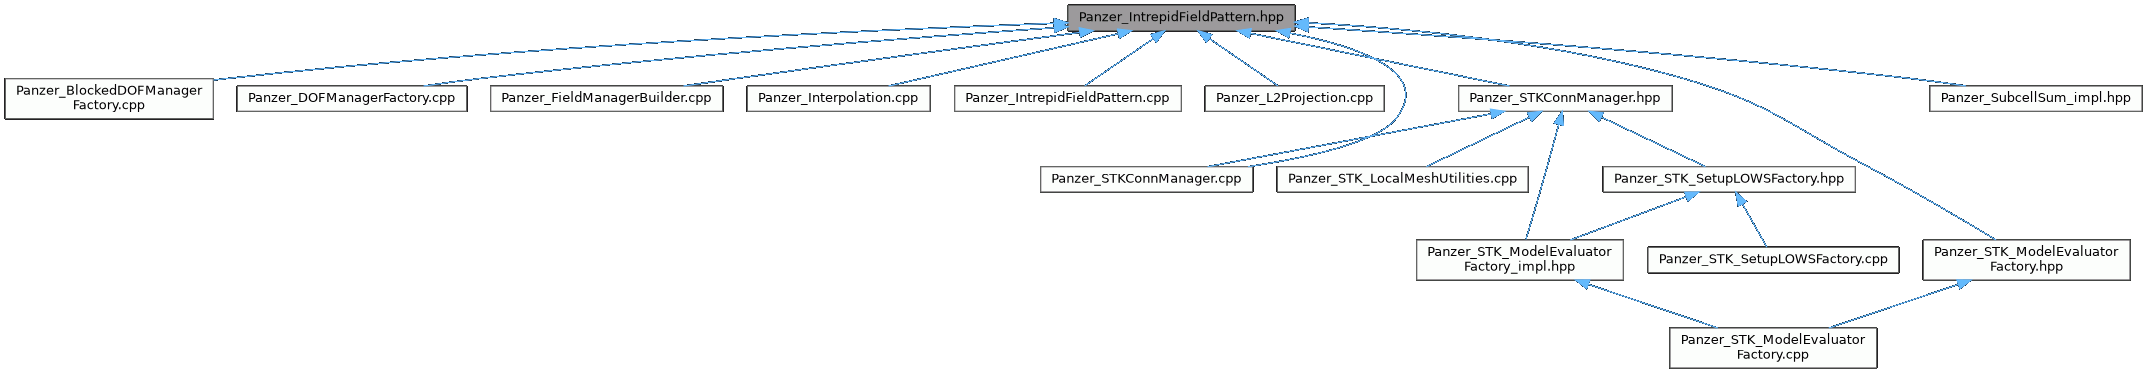 Panzer_IntrepidFieldPattern.hpp
Panzer_BlockedDOFManager
Factory.cpp
Panzer_DOFManagerFactory.cpp
Panzer_FieldManagerBuilder.cpp
Panzer_Interpolation.cpp
Panzer_IntrepidFieldPattern.cpp
Panzer_L2Projection.cpp
Panzer_STKConnManager.hpp
Panzer_SubcellSum_impl.hpp
Panzer_STKConnManager.cpp
Panzer_STK_LocalMeshUtilities.cpp
Panzer_STK_SetupLOWSFactory.hpp
Panzer_STK_ModelEvaluator
Factory_impl.hpp
Panzer_STK_SetupLOWSFactory.cpp
Panzer_STK_ModelEvaluator
Factory.hpp
Panzer_STK_ModelEvaluator
Factory.cpp